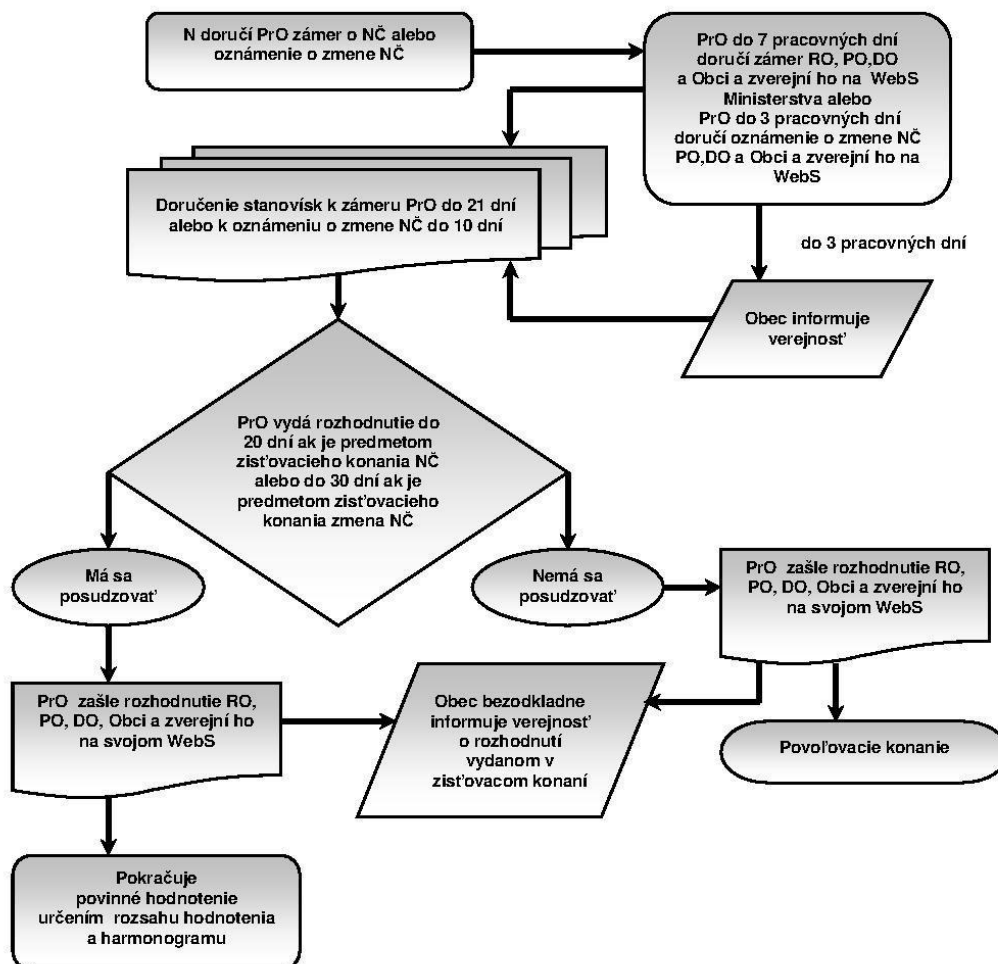 N doručí PrO zámer o NČ alebo
oznámenie o zmene NČ
PrO do 7 pracovných dní
doručí zámer RO, PO,DO
a Obci a zverejní ho na WebS
Ministerstva alebo
PrO do 3 pracovných dní
doručí oznámenie o zmene NČ
PO,DO a Obci a zverejní ho na
WebS
Doručenie stanovísk k zámeru PrO do 21 dní
alebo k oznámeniu o zmene NČ do 10 dní
do 3 pracovných dní
Obec informuje
verejnosť
PrO vydá rozhodnutie do
20 dní ak je predmetom
zisťovacieho konania NČ
alebo do 30 dní ak je
predmetom zisťovacieho
konania zmena NČ
Má sa
posudzovať
Nemá sa
posudzovať
PrO zašle rozhodnutie RO,
PO, DO, Obci a zverejní ho
na svojom WebS
PrO zašle rozhodnutie RO,
PO, DO, Obci a zverejní ho
na svojom WebS
Obec bezodkladne
informuje verejnosť
o rozhodnutí
vydanom v
zisťovacom konaní
Povoľovacie konanie
Pokračuje
povinné hodnotenie
určením rozsahu hodnotenia
a harmonogramu